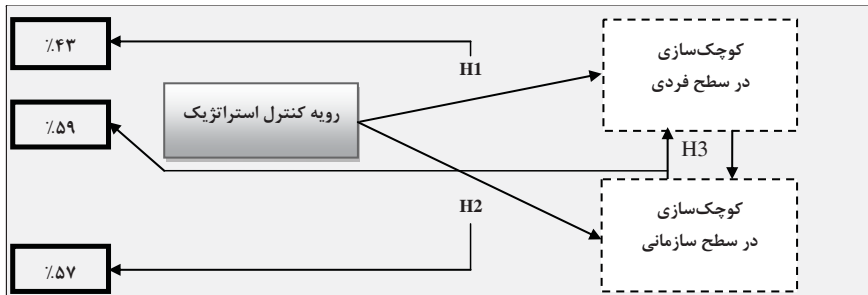 کوچک‌سازی
در سطح فردی
H1
٪۴۳
رویه کنترل استراتژیک
٪۵۹
H3
کوچک‌سازی
در سطح سازمانی
H2
٪۵۷